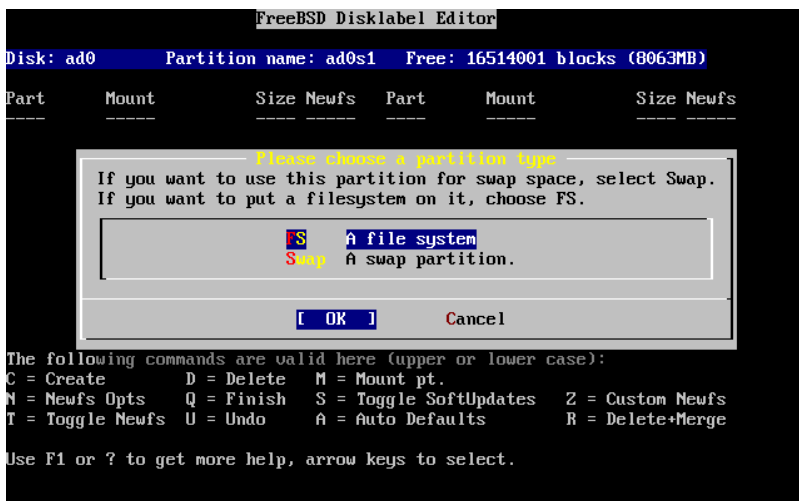 FreeBSD Disklabel Editor
Disk: ad0 Partition name: ad0s1 Free: 16514001 blocks (8063MB)
Part Mount Size Newfs Part Mount Size Newfs
---- ----- ---- ----- ---- ----- ---- -----
Please choose a partition type
If you want to use this partition for swap space, select Swap.
If you want to put a filesystem on it, choose FS.
FS A file system
Swap A swap partition.
[ OK ] Cancel
The following commands are valid here (upper or lower case):
C = Create D = Delete M = Mount pt.
N = Newfs Opts Q = Finish S = Toggle SoftUpdates Z = Custom Newfs
T = Toggle Newfs U = Undo A = Auto Defaults R = Delete+Merge
Use F1 or ? to get more help, arrow keys to select.